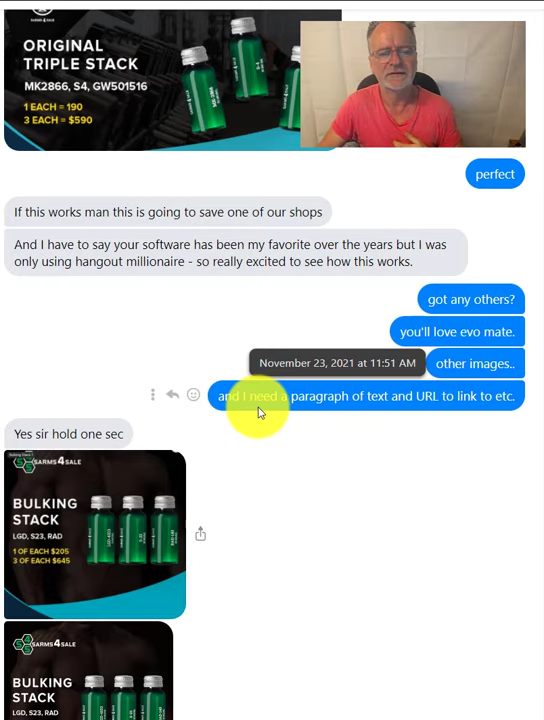 SARMS 4 SALE
ORIGINAL
TRIPLE STACK
MK2866, S4, GW501516
1 EACH = 190
3 EACH = $590
perfect
If this works man this is going to save one of our shops
And I have to say your software has been my favorite over the years but I was
only using hangout millionaire - so really excited to see how this works.
got any others?
you'll love evo mate.
November 23, 2021 at 11:51 AM
other images..
and I need a paragraph of text and URL to link to etc.
Yes sir hold one sec
Bulking Stack
SARMS4SALE
BULKING
STACK
LGD, S23, RAD
1 OF EACH $205
3 OF EACH $645
SARMS4SALE
BULKING
STACK
LGD, S23, RAD